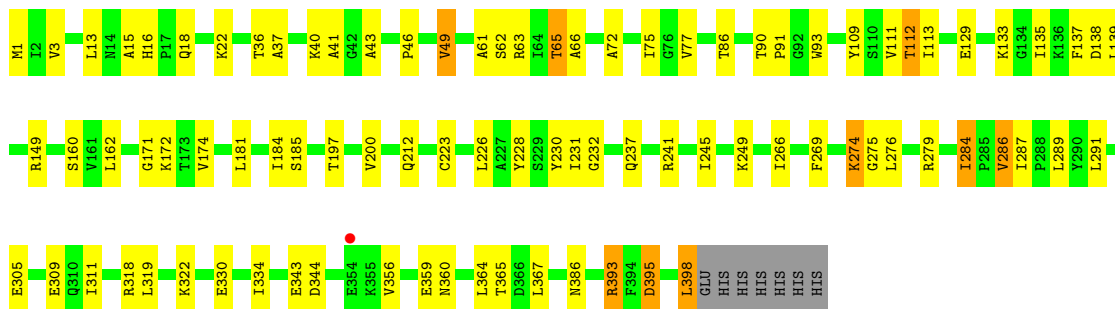 M1 I2 V3 L13 N14 A15 H16 P17 Q18 K22 T36 A37 K40 A41 G42 A43 P46 V49 A61 S62 R63 I64 T65 A66 A72 I75 G76 V77 T86 T90 P91 G92 W93 Y109 S110 V111 T112 I113 E129 K133 G134 I135 K136 F137 D138 L139
R149 S160 V161 L162 G171 K172 T173 V174 L181 I184 S185 T197 V200 Q212 C223 L226 A227 Y228 S229 Y230 I231 G232 Q237 R241 I245 K249 I266 F269 K274 G275 L276 R279 I284 P285 V286 I287 P288 L289 Y290 L291
E305 E309 Q310 I311 R318 L319 K322 E330 I334 E343 D344 E354 K355 V356 E359 N360 L364 T365 D366 L367 N386 R393 F394 D395 L398 GLU HIS HIS HIS HIS HIS HIS